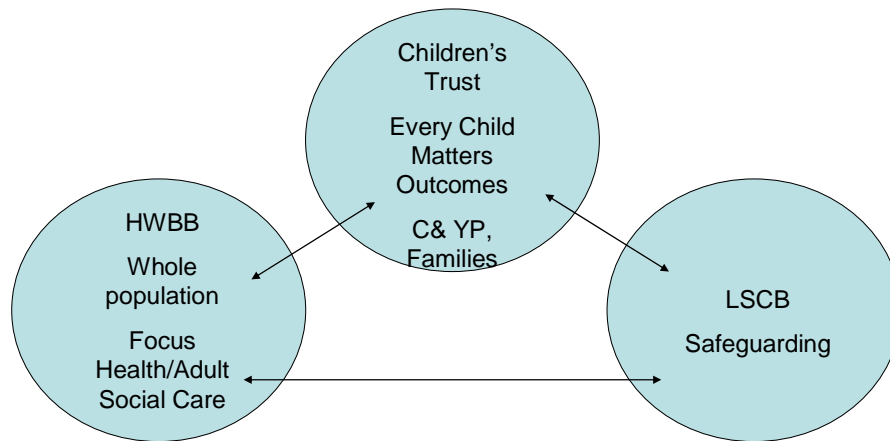 Children's
Trust
Every Child
Matters
Outcomes
C& YP,
Families
HWBB
Whole
population
Focus
Health/Adult
Social Care
LSCB
Safeguarding